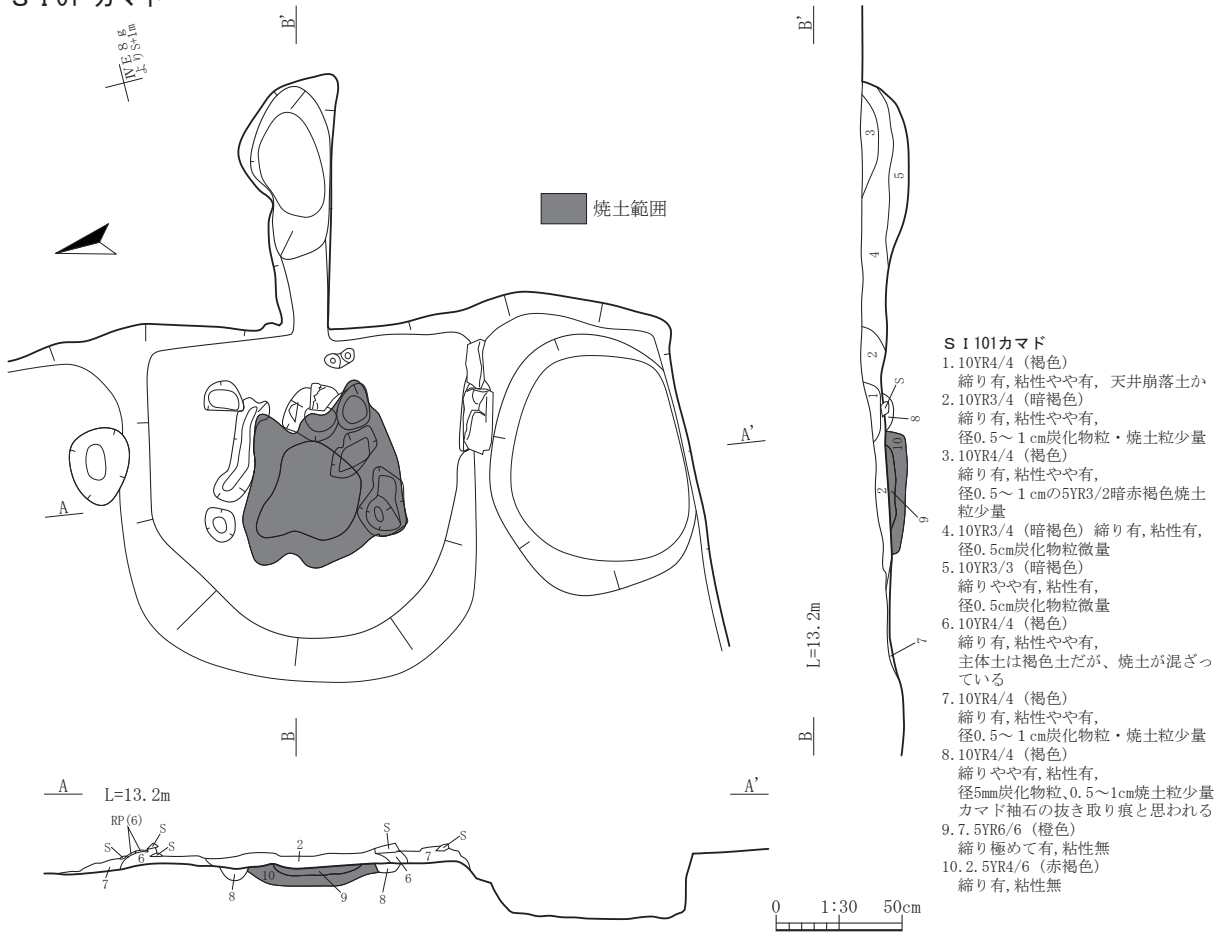 ＳＩ01 カマド
ⅣＥ８g
よりS+1m
B'
B'
焼土範囲
A'
A
B
B
L=13.2m
3
5
4
2
1
S
8
10
2
9
7
ＳＩ101カマド
1.10YR4/4（褐色）
締り有,粘性やや有, 天井崩落土か
2.10YR3/4（暗褐色）
締り有,粘性やや有,
径0.5～１cm炭化物粒・焼土粒少量
3.10YR4/4（褐色）
締り有,粘性やや有,
径0.5～１cmの5YR3/2暗赤褐色焼土
粒少量
4.10YR3/4（暗褐色）締り有,粘性有,
径0.5cm炭化物粒微量
5.10YR3/3（暗褐色）
締りやや有,粘性有,
径0.5cm炭化物粒微量
6.10YR4/4（褐色）
締り有,粘性やや有,
主体土は褐色土だが、焼土が混ざっ
ている
7.10YR4/4（褐色）
締り有,粘性やや有,
径0.5～１cm炭化物粒・焼土粒少量
8.10YR4/4（褐色）
締りやや有,粘性有,
径5mm炭化物粒、0.5～1cm焼土粒少量
カマド袖石の抜き取り痕と思われる
9.7.5YR6/6（橙色）
締り極めて有,粘性無
10.2.5YR4/6（赤褐色）
締り有,粘性無
A
L=13.2m
A'
RP(6)
S
S
S
6
7
2
S
S
7
6
8
10
9
8
0 1:30 50cm